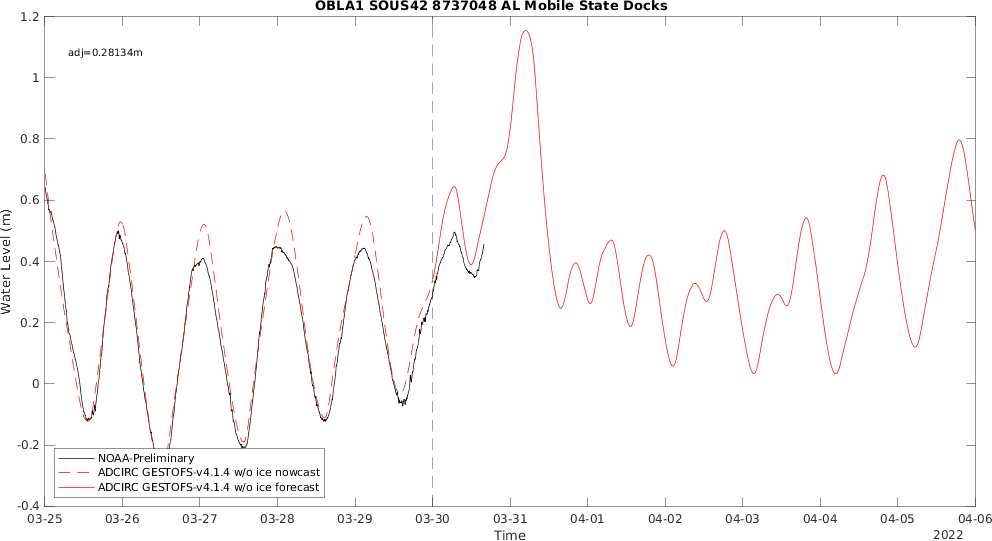 OBLA1 SOUS42 8737048 AL Mobile State Docks
adj=0.28134m
1.2
1
0.8
0.6
0.4
0.2
0
-0.2
-0.4
Water Level (m)
NOAA-Preliminary
ADCIRC GESTOFS-v4.1.4 w/o ice nowcast
ADCIRC GESTOFS-v4.1.4 w/o ice forecast
03-25 03-26 03-27 03-28 03-29 03-30 03-31 04-01 04-02 04-03 04-04 04-05 04-06
Time
2022